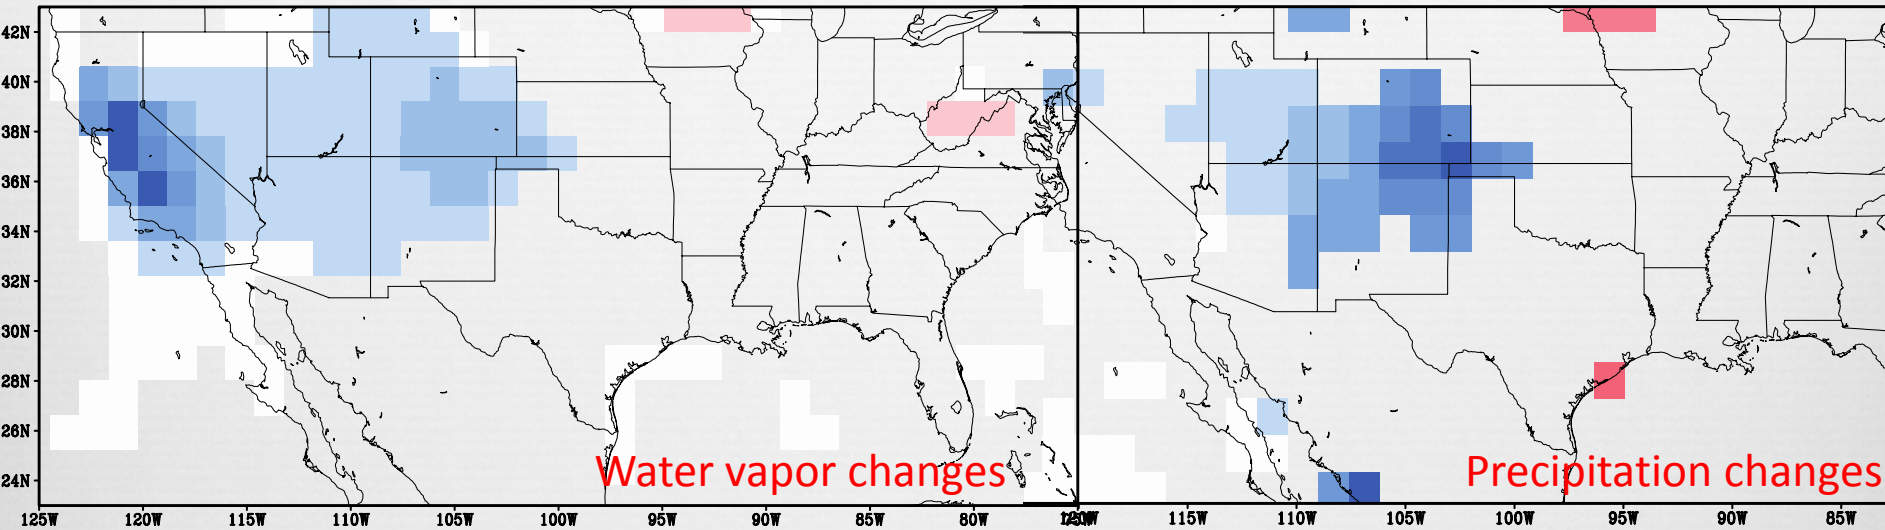 42N
40N
38N
36N
34N
32N
30N
28N
26N
24N
Water vapor changes
Precipitation changes
125W 120W 115W 110W 105W 100W 95W 90W 85W 80W
115W 110W 105W 100W 95W 90W 85W